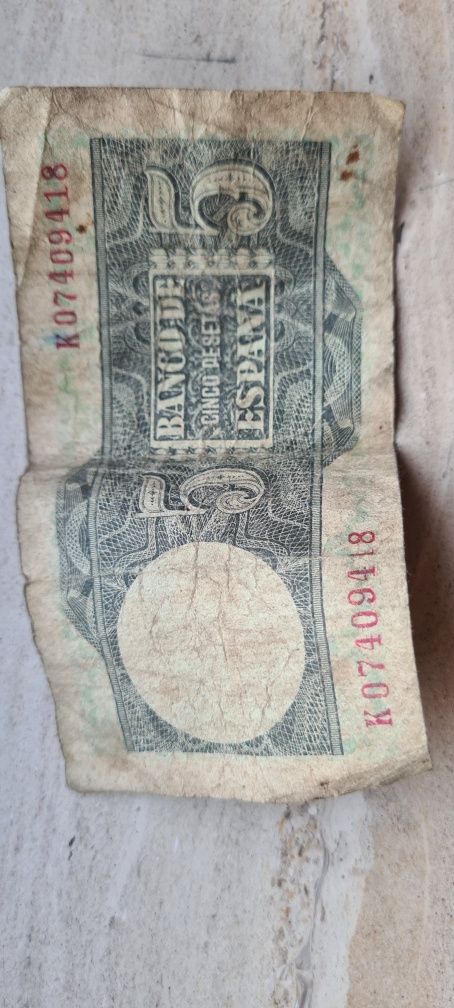 K07409418
5
BANCO DE
CINCO PESETAS
ESPAÑA
5
K07409418